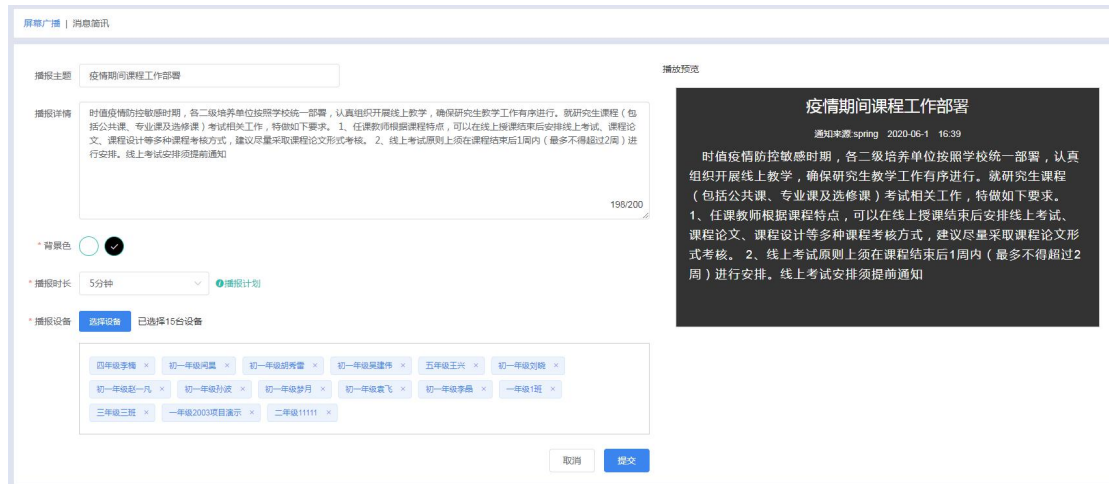 屏幕广播 | 消息简讯
播报主题 疫情期间课程工作部署
播报详情 时值疫情防控敏感时期，各二级培养单位按照学校统一部署，认真组织开展线上教学，确保研究生教学工作有序进行。就研究生课程（包
括公共课、专业课及选修课）考试相关工作，特做如下要求。 1、任课教师根据课程特点，可以在线上授课结束后安排线上考试、课程论
文、课程设计等多种课程考核方式，建议尽量采取课程论文形式考核。 2、线上考试原则上须在课程结束后1周内（最多不得超过2周）进
行安排。线上考试安排须提前通知
198/200
* 背景色
* 播报时长 5分钟 播报计划
* 播报设备 选择设备 已选择15台设备
四年级李楠 × 初一年级闫昊 × 初一年级胡秀雷 × 初一年级吴建伟 × 五年级王兴 × 初一年级刘晓 ×
初一年级赵一凡 × 初一年级孙波 × 初一年级梦月 × 初一年级袁飞 × 初一年级李 × 一年级1班 ×
三年级三班 × 一年级2003项目演示 × 二年级11111 ×
取消 提交
播放预览
疫情期间课程工作部署
通知来源:spring 2020-06-1 16:39
时值疫情防控敏感时期，各二级培养单位按照学校统一部署，认真
组织开展线上教学，确保研究生教学工作有序进行。就研究生课程
（包括公共课、专业课及选修课）考试相关工作，特做如下要求。
1、任课教师根据课程特点，可以在线上授课结束后安排线上考试、
课程论文、课程设计等多种课程考核方式，建议尽量采取课程论文形
式考核。 2、线上考试原则上须在课程结束后1周内（最多不得超过2
周）进行安排。线上考试安排须提前通知